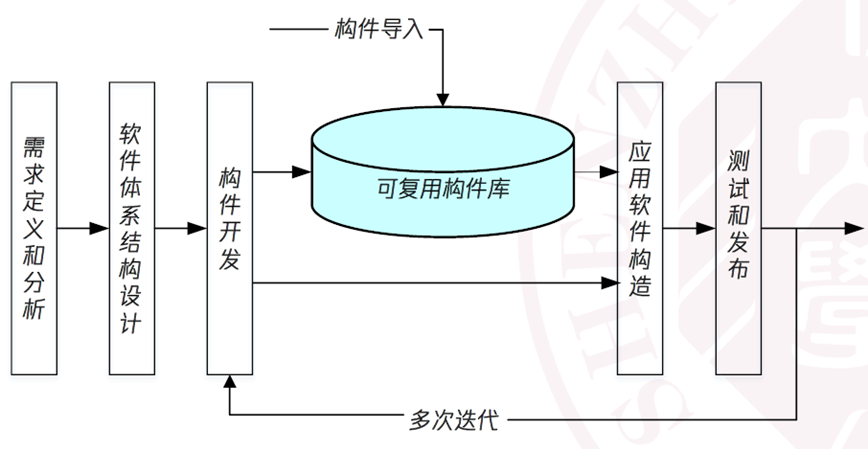 构件导入
需求定义和分析
软件体系结构设计
构件开发
可复用构件库
应用软件构造
测试和发布
多次迭代
SHENZH